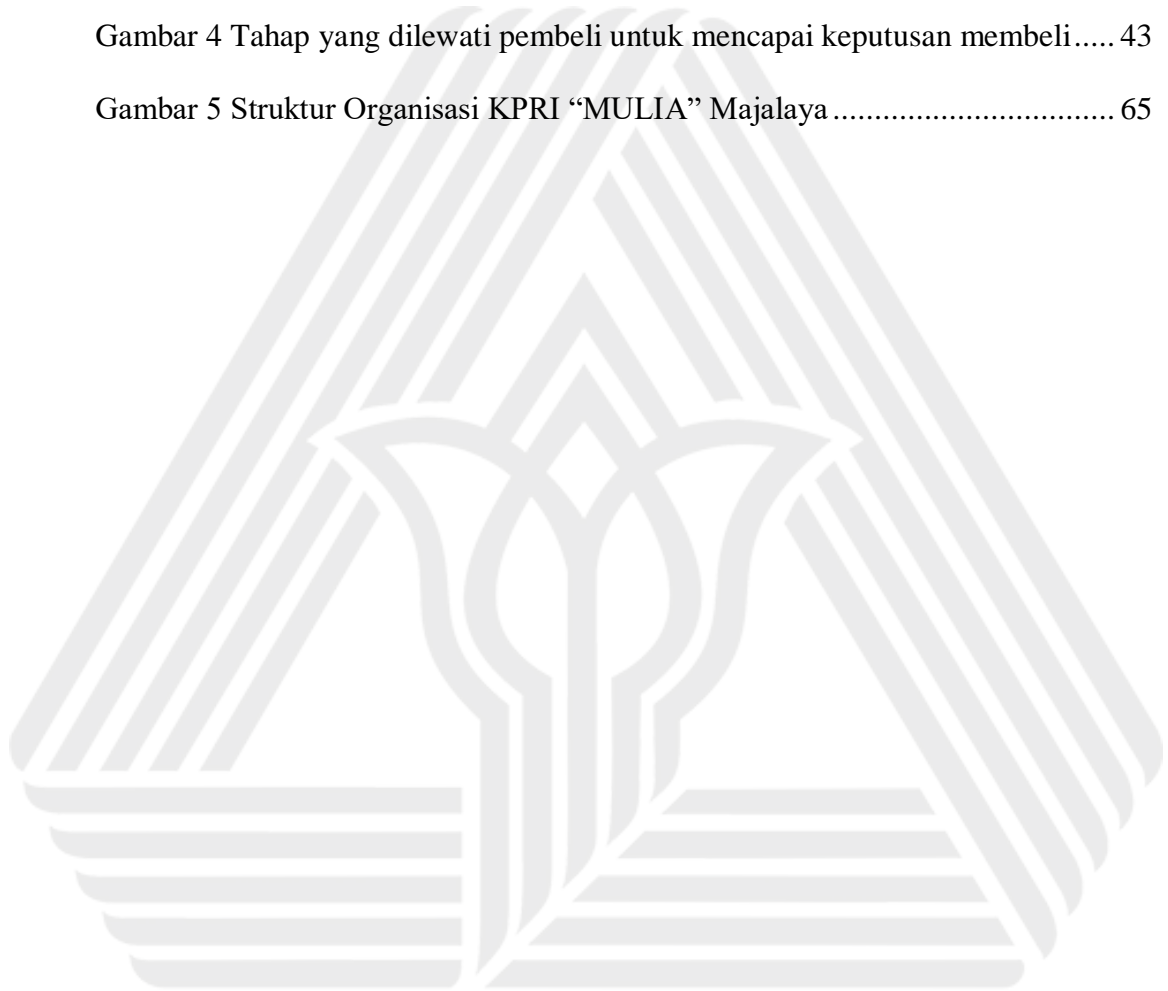 Gambar 4 Tahap yang dilewati pembeli untuk mencapai keputusan membeli..... 43
Gambar 5 Struktur Organisasi KPRI “MULIA” Majalaya.................................. 65